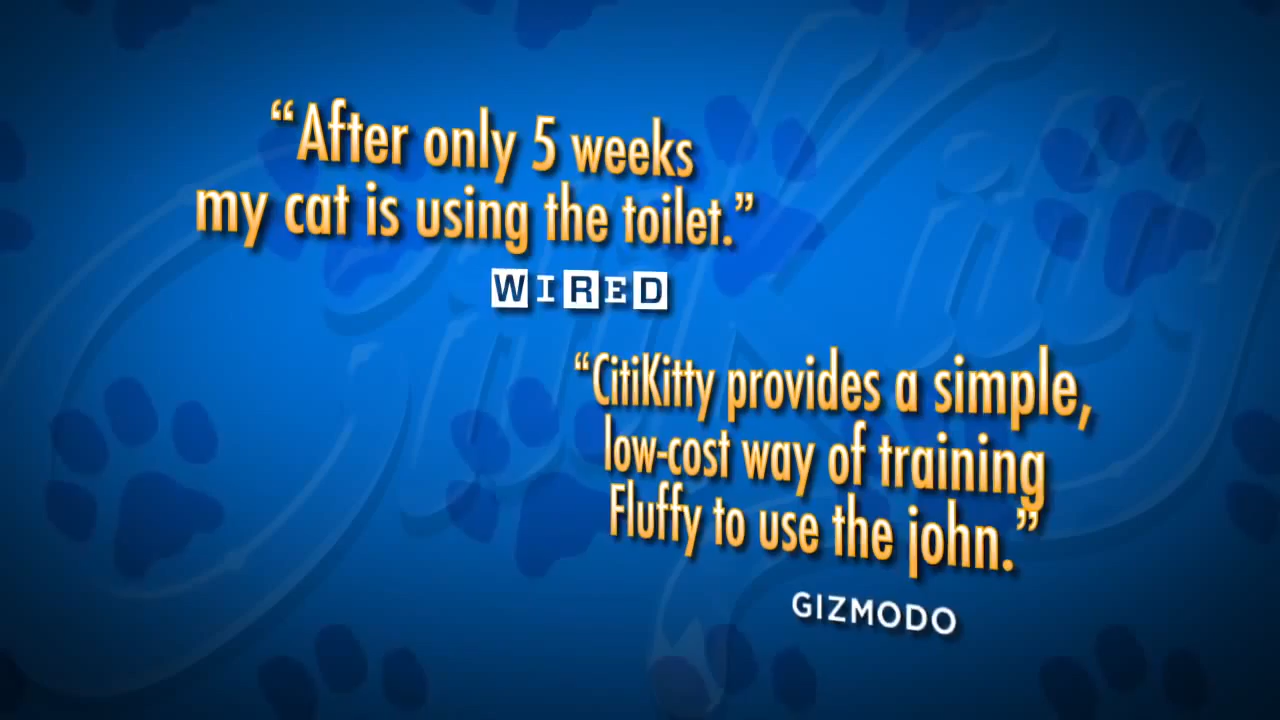 “After only 5 weeks
my cat is using the toilet.”
WIRED
“CitiKitty provides a simple,
low-cost way of training
Fluffy to use the john.”
GIZMODO
CitiKitty